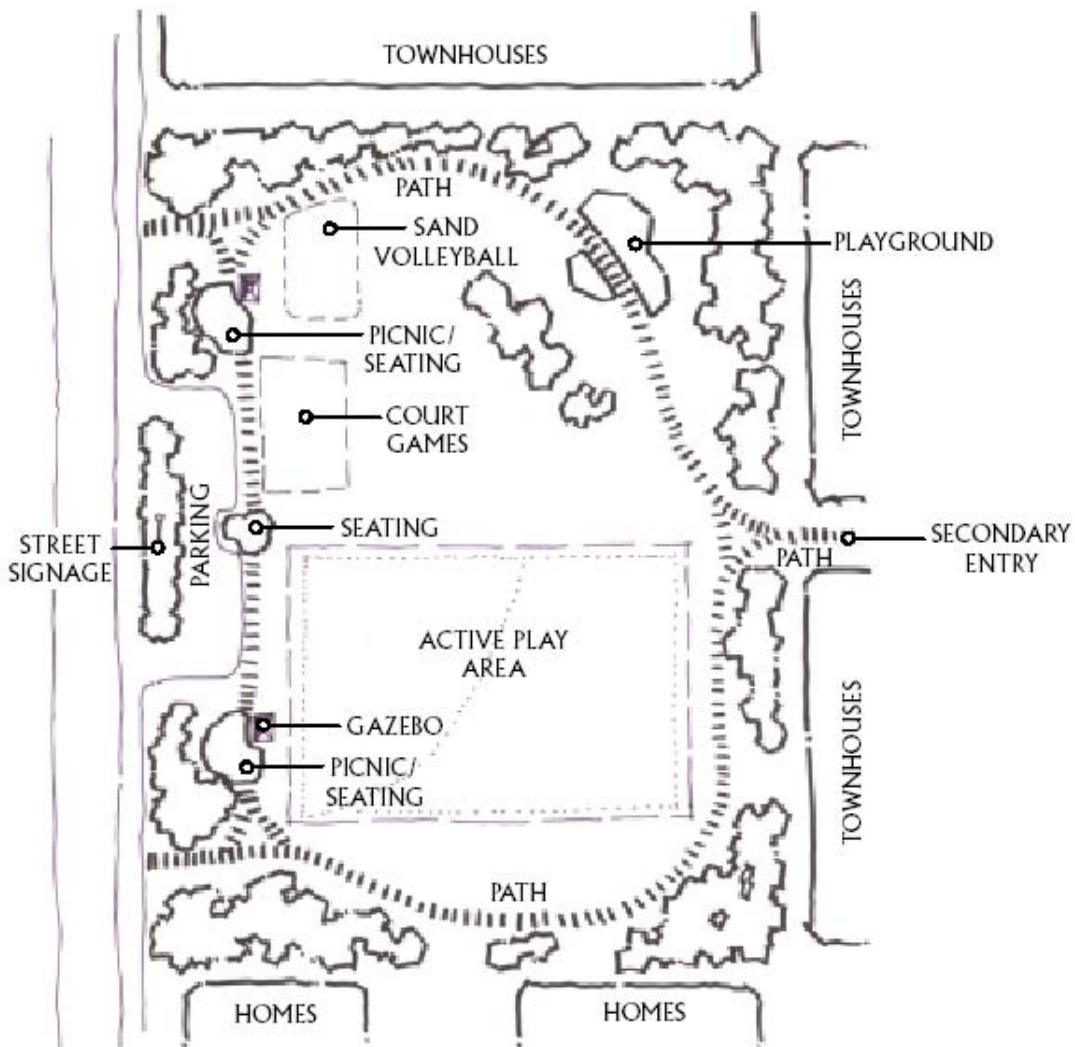 TOWNHOUSES
PATH
SAND
VOLLEYBALL
PLAYGROUND
PICNIC/
SEATING
TOWNHOUSES
COURT
GAMES
PARKING
SEATING
STREET
SIGNAGE
SECONDARY
ENTRY
PATH
ACTIVE PLAY
AREA
TOWNHOUSES
GAZEBO
PICNIC/
SEATING
PATH
HOMES
HOMES